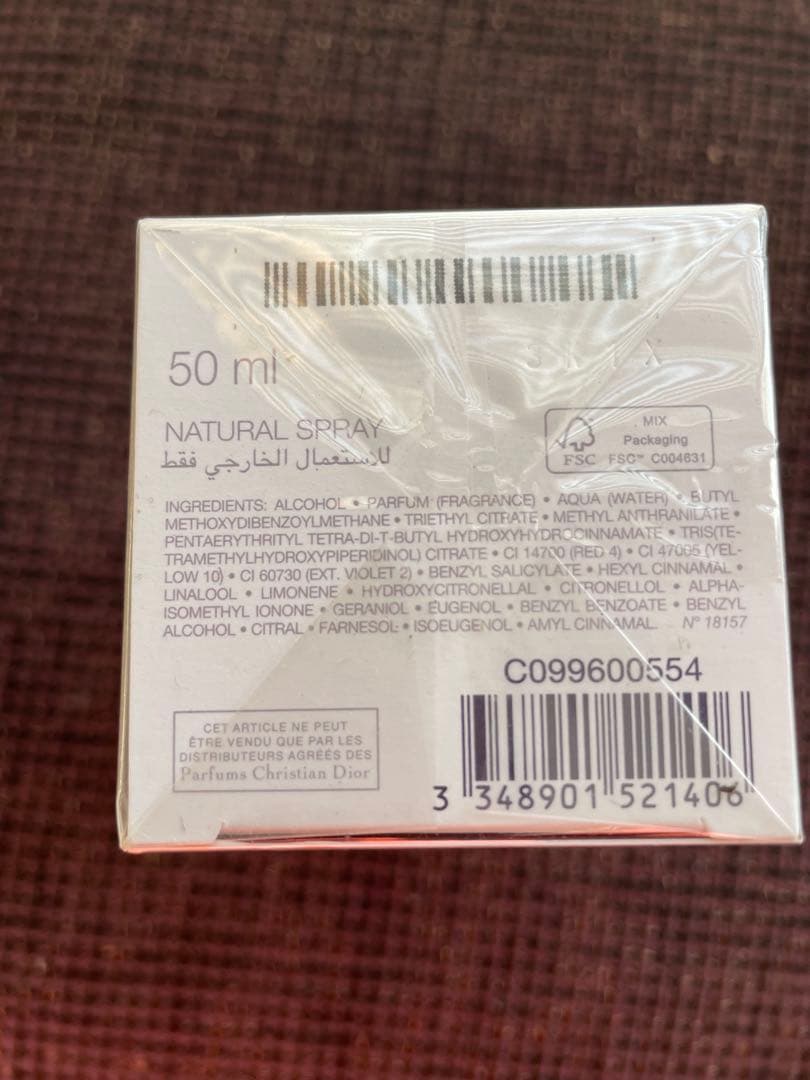 50 ml
NATURAL SPRAY
للاستعمال الخارجي فقط
MIX
Packaging
FSC FSC™ C004631
INGREDIENTS: ALCOHOL • PARFUM (FRAGRANCE) • AQUA (WATER) • BUTYL
METHOXYDIBENZOYLMETHANE • TRIETHYL CITRATE • METHYL ANTHRANILATE •
PENTAERYTHRITYL TETRA-DI-T-BUTYL HYDROXYHYDROCINNAMATE • TRIS(TE-
TRAMETHYLHYDROXYPIPERIDINOL) CITRATE • CI 14700 (RED 4) • CI 47005 (YEL-
LOW 10) • CI 60730 (EXT. VIOLET 2) • BENZYL SALICYLATE • HEXYL CINNAMAL •
LINALOOL • LIMONENE • HYDROXYCITRONELLAL • CITRONELLOL • ALPHA-
ISOMETHYL IONONE • GERANIOL • EUGENOL • BENZYL BENZOATE • BENZYL
ALCOHOL • CITRAL • FARNESOL • ISOEUGENOL • AMYL CINNAMAL. N° 18157
C099600554
CET ARTICLE NE PEUT
ÊTRE VENDU QUE PAR LES
DISTRIBUTEURS AGRÉÉS DES
Parfums Christian Dior
3 348901 521406